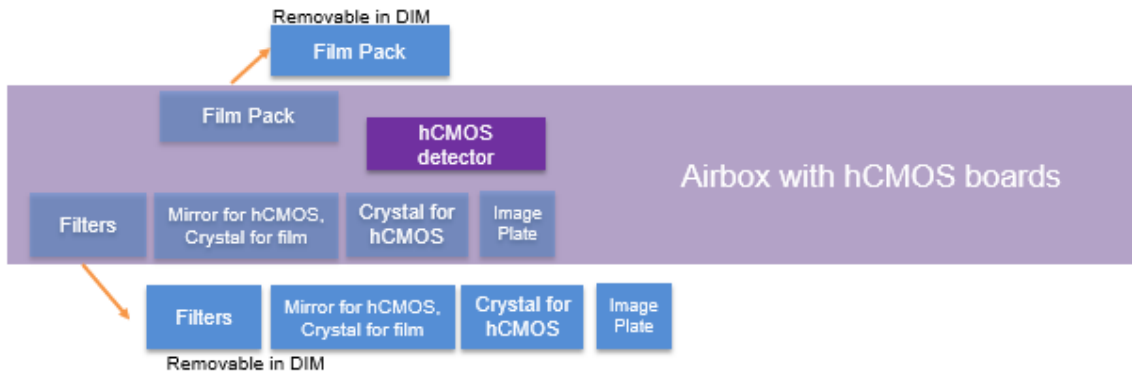 Removable in DIM
Film Pack
Film Pack
hCMOS
detector
Airbox with hCMOS boards
Filters
Mirror for hCMOS,
Crystal for film
Crystal for
hCMOS
Image
Plate
Filters
Mirror for hCMOS,
Crystal for film
Crystal for
hCMOS
Image
Plate
Removable in DIM